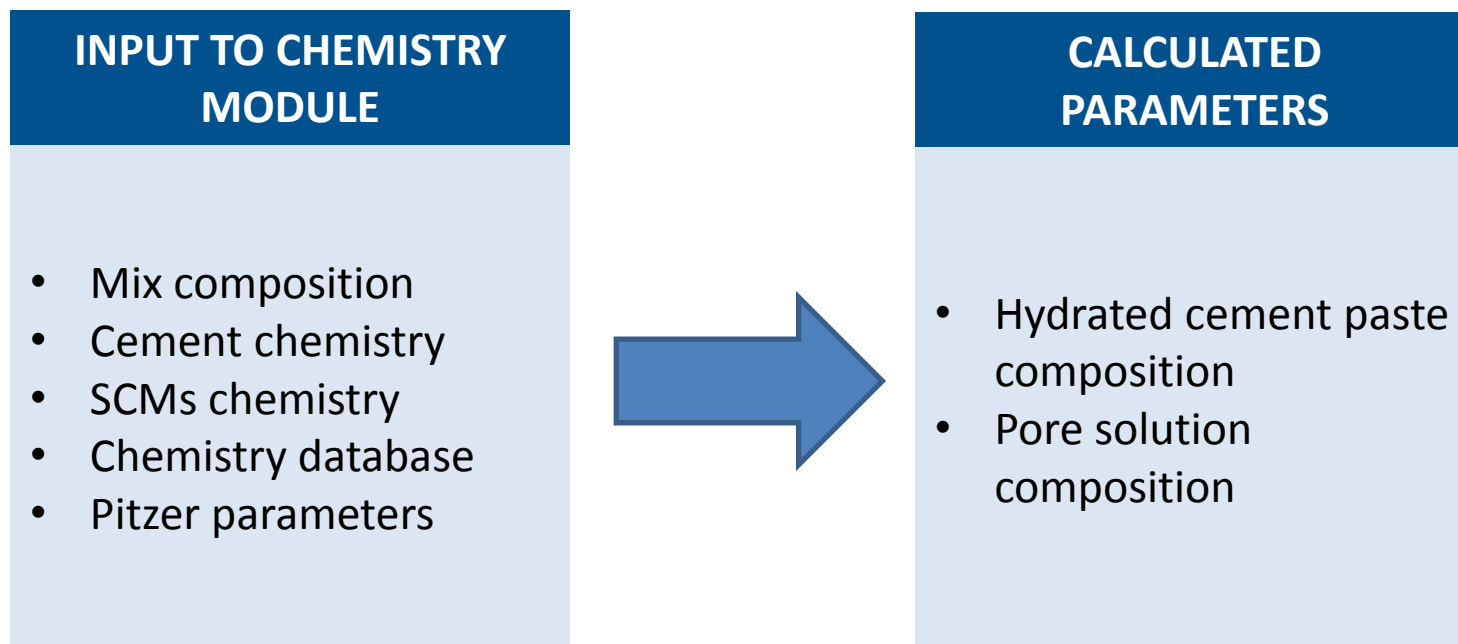 INPUT TO CHEMISTRY
MODULE
• Mix composition
• Cement chemistry
• SCMs chemistry
• Chemistry database
• Pitzer parameters
CALCULATED
PARAMETERS
• Hydrated cement paste
composition
• Pore solution
composition